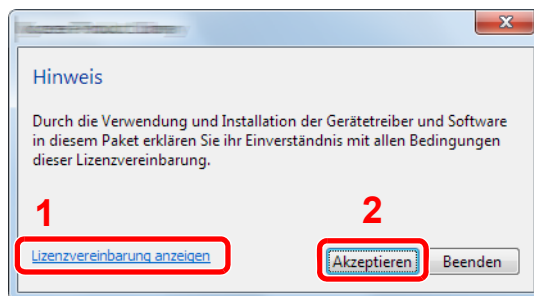 Hinweis
Durch die Verwendung und Installation der Gerätetreiber und Software
in diesem Paket erklären Sie ihr Einverständnis mit allen Bedingungen
dieser Lizenzvereinbarung.
1
2
Lizenzvereinbarung anzeigen
Akzeptieren
Beenden